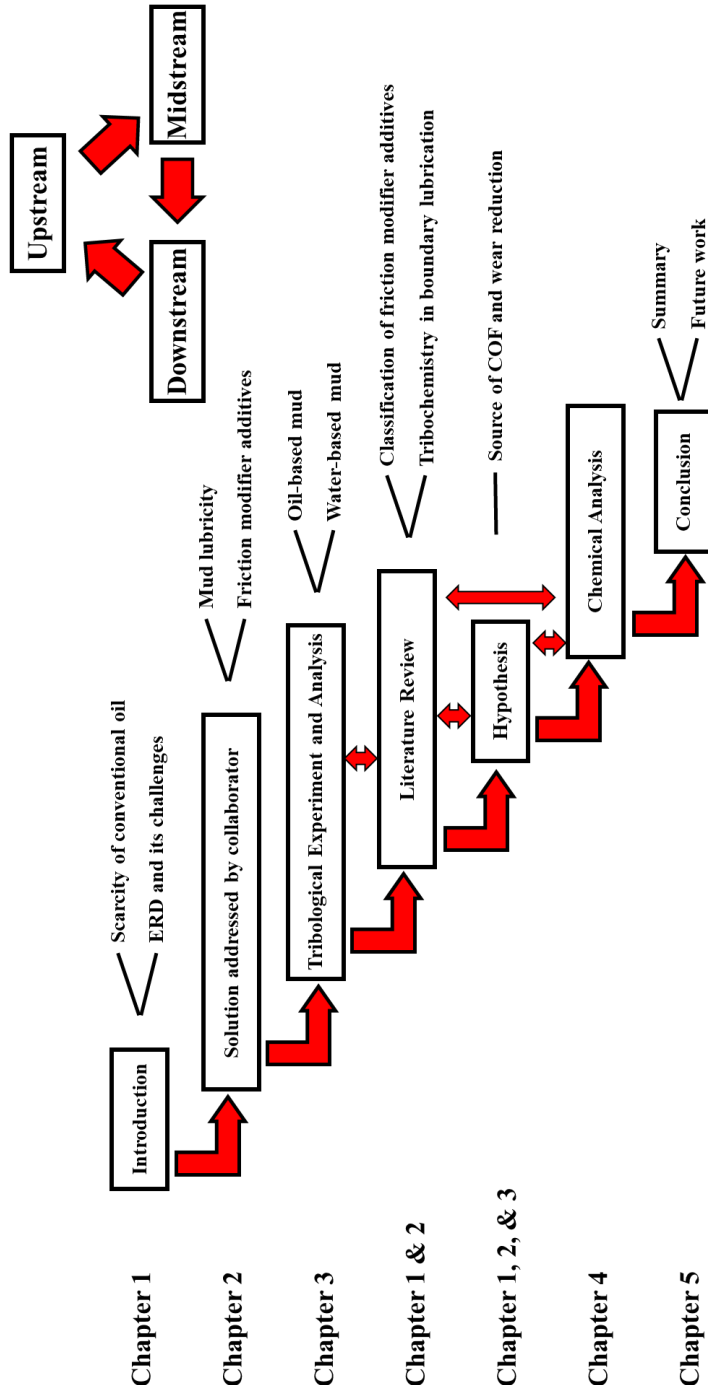 Upstream
Downstream
Midstream
Chapter 1
Introduction
Scarcity of conventional oil
ERD and its challenges
Chapter 2
Solution addressed by collaborator
Mud lubricity
Friction modifier additives
Chapter 3
Tribological Experiment and Analysis
Oil-based mud
Water-based mud
Chapter 1 & 2
Literature Review
Classification of friction modifier additives
Tribochemistry in boundary lubrication
Chapter 1, 2, & 3
Hypothesis
Source of COF and wear reduction
Chapter 4
Chemical Analysis
Chapter 5
Conclusion
Summary
Future work